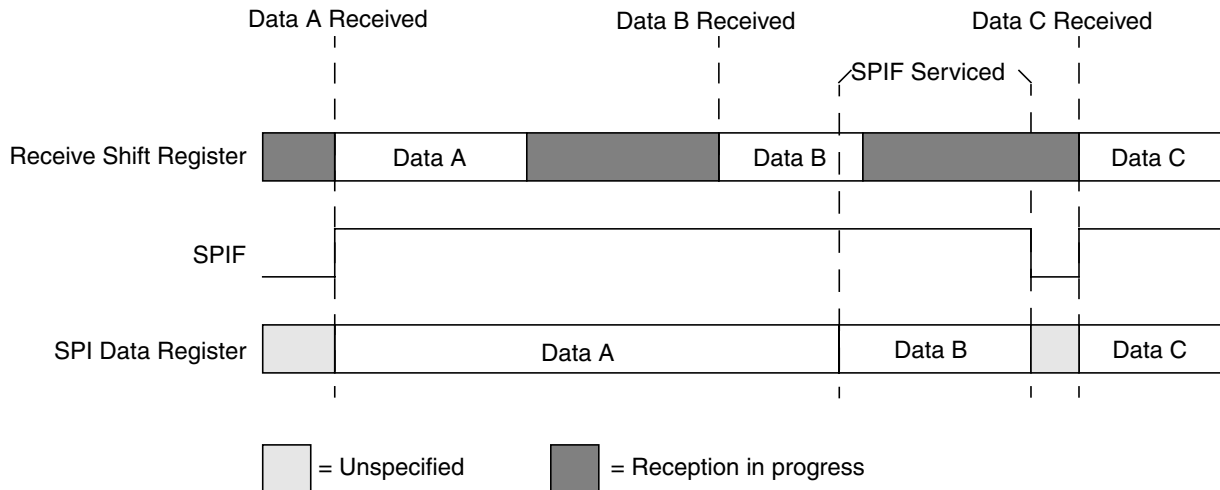 Data A Received
Data B Received
Data C Received
SPIF Serviced
Receive Shift Register
Data A
Data B
Data C
SPIF
SPI Data Register
Data A
Data B
Data C
= Unspecified
= Reception in progress